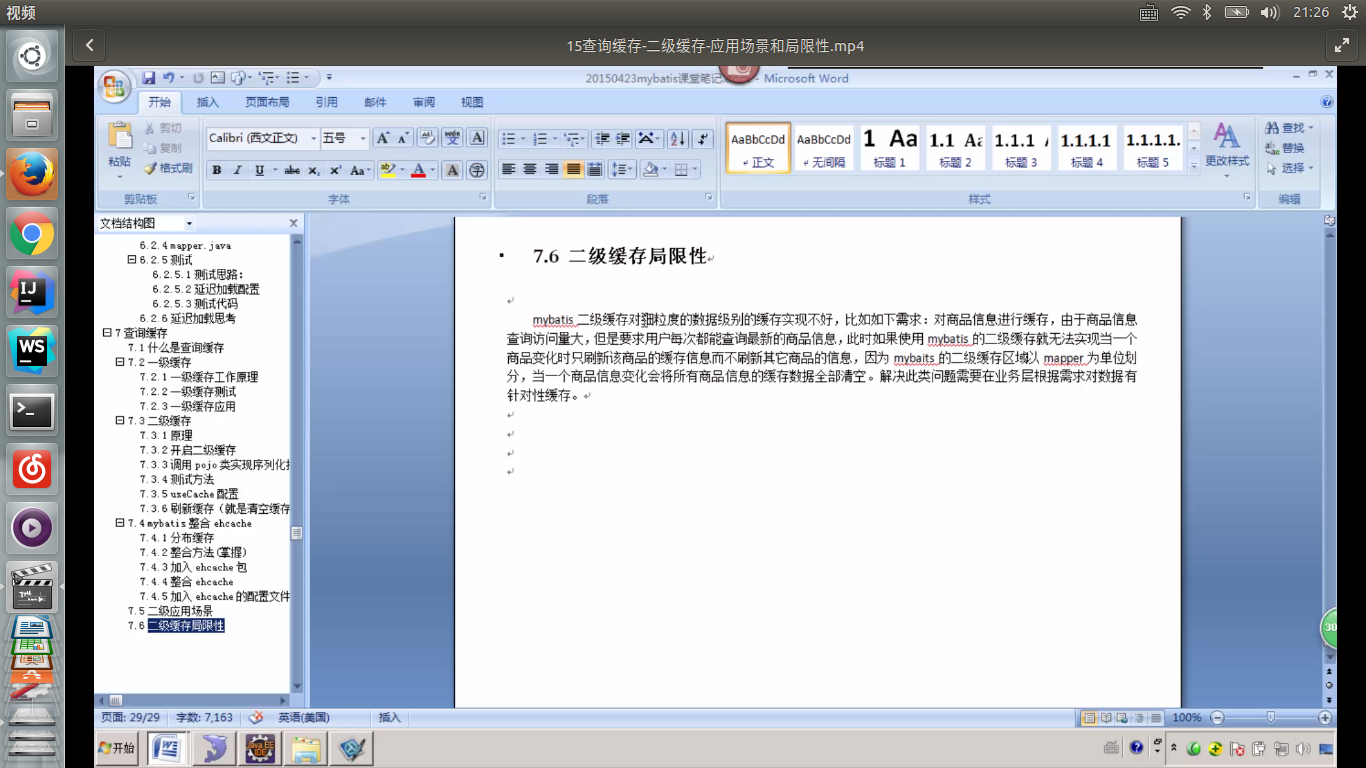 视频
21:26
15查询缓存-二级缓存-应用场景和局限性.mp4
20150423mybatis课堂笔记 - Microsoft Word
开始 插入 页面布局 引用 邮件 审阅 视图
粘贴
剪切
复制
格式刷
剪贴板
Calibri (西文正文) 五号
字体
段落
AaBbCcDd AaBbCcDd 1 Aa 1.1 Aa 1.1.1 1.1.1.1 1.1.1.1.
正文 无间隔 标题 1 标题 2 标题 3 标题 4 标题 5
更改样式
样式
查找
替换
选择
编辑
文档结构图
6.2.4 mapper.java
6.2.5 测试
6.2.5.1 测试思路：
6.2.5.2 延迟加载配置
6.2.5.3 测试代码
6.2.6 延迟加载思考
7 查询缓存
7.1 什么是查询缓存
7.2 一级缓存
7.2.1 一级缓存工作原理
7.2.2 一级缓存测试
7.2.3 一级缓存应用
7.3 二级缓存
7.3.1 原理
7.3.2 开启二级缓存
7.3.3 调用 pojo 类实现序列化
7.3.4 测试方法
7.3.5 useCache 配置
7.3.6 刷新缓存（就是清空缓存
7.4 mybatis 整合 ehcache
7.4.1 分布缓存
7.4.2 整合方法(掌握)
7.4.3 加入 ehcache 包
7.4.4 整合 ehcache
7.4.5 加入 ehcache 的配置文件
7.5 二级应用场景
7.6 二级缓存局限性
7.6 二级缓存局限性
mybatis 二级缓存对细粒度的数据级别的缓存实现不好，比如如下需求：对商品信息进行缓存，由于商品信息
查询访问量大，但是要求用户每次都能查询最新的商品信息，此时如果使用 mybatis 的二级缓存就无法实现当一个
商品变化时只刷新该商品的缓存信息而不刷新其它商品的信息，因为 mybaits 的二级缓存区域以 mapper 为单位划
分，当一个商品信息变化会将所有商品信息的缓存数据全部清空。解决此类问题需要在业务层根据需求对数据有
针对性缓存。
页面: 29/29 字数: 7,163 英语(美国) 插入 100%
开始